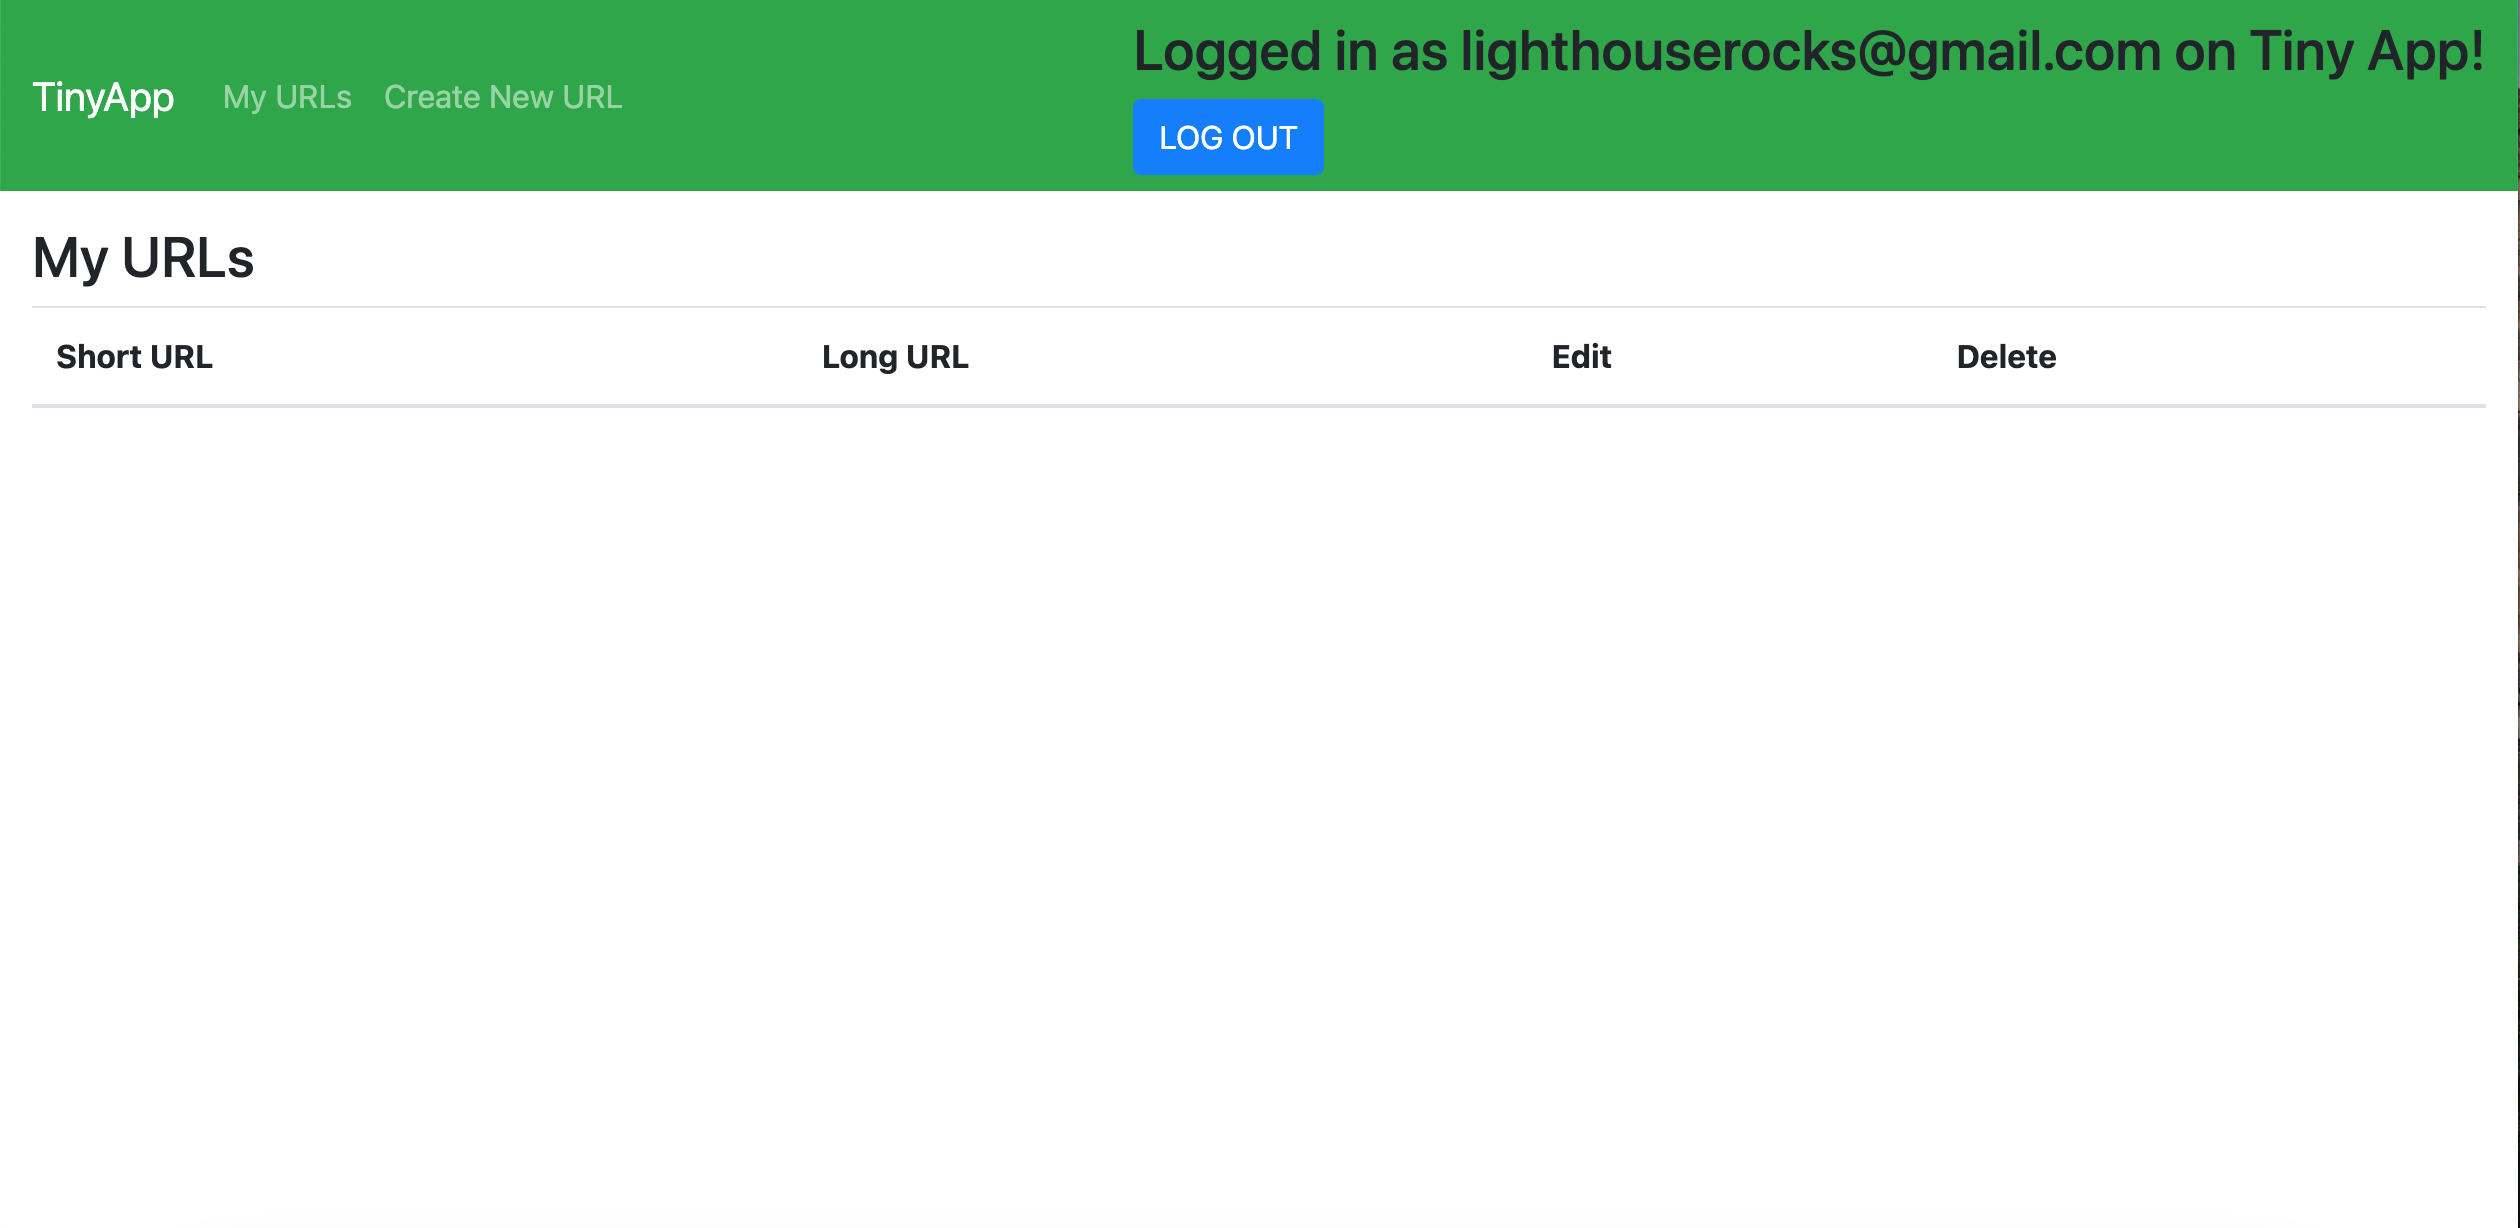 TinyApp My URLs Create New URL
Logged in as lighthouserocks@gmail.com on Tiny App!
LOG OUT
My URLs
Short URL Long URL Edit Delete